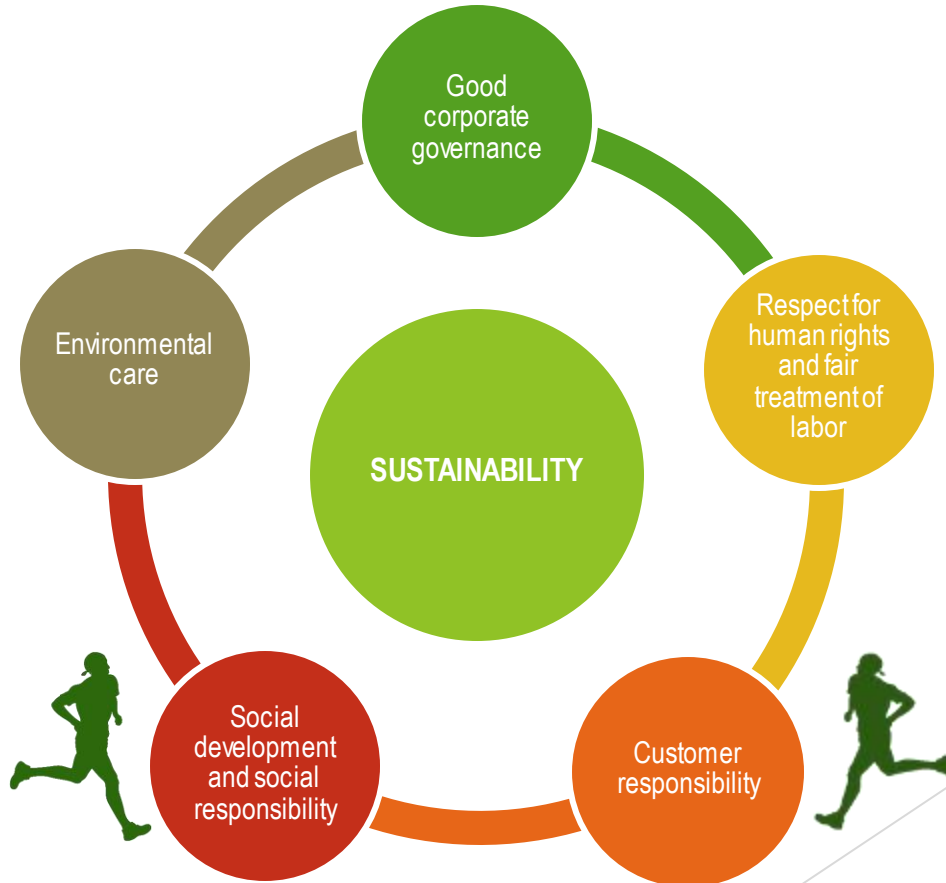 Good
corporate
governance
Respect for
human rights
and fair
treatment of
labor
Environmental
care
SUSTAINABILITY
Social
development
and social
responsibility
Customer
responsibility